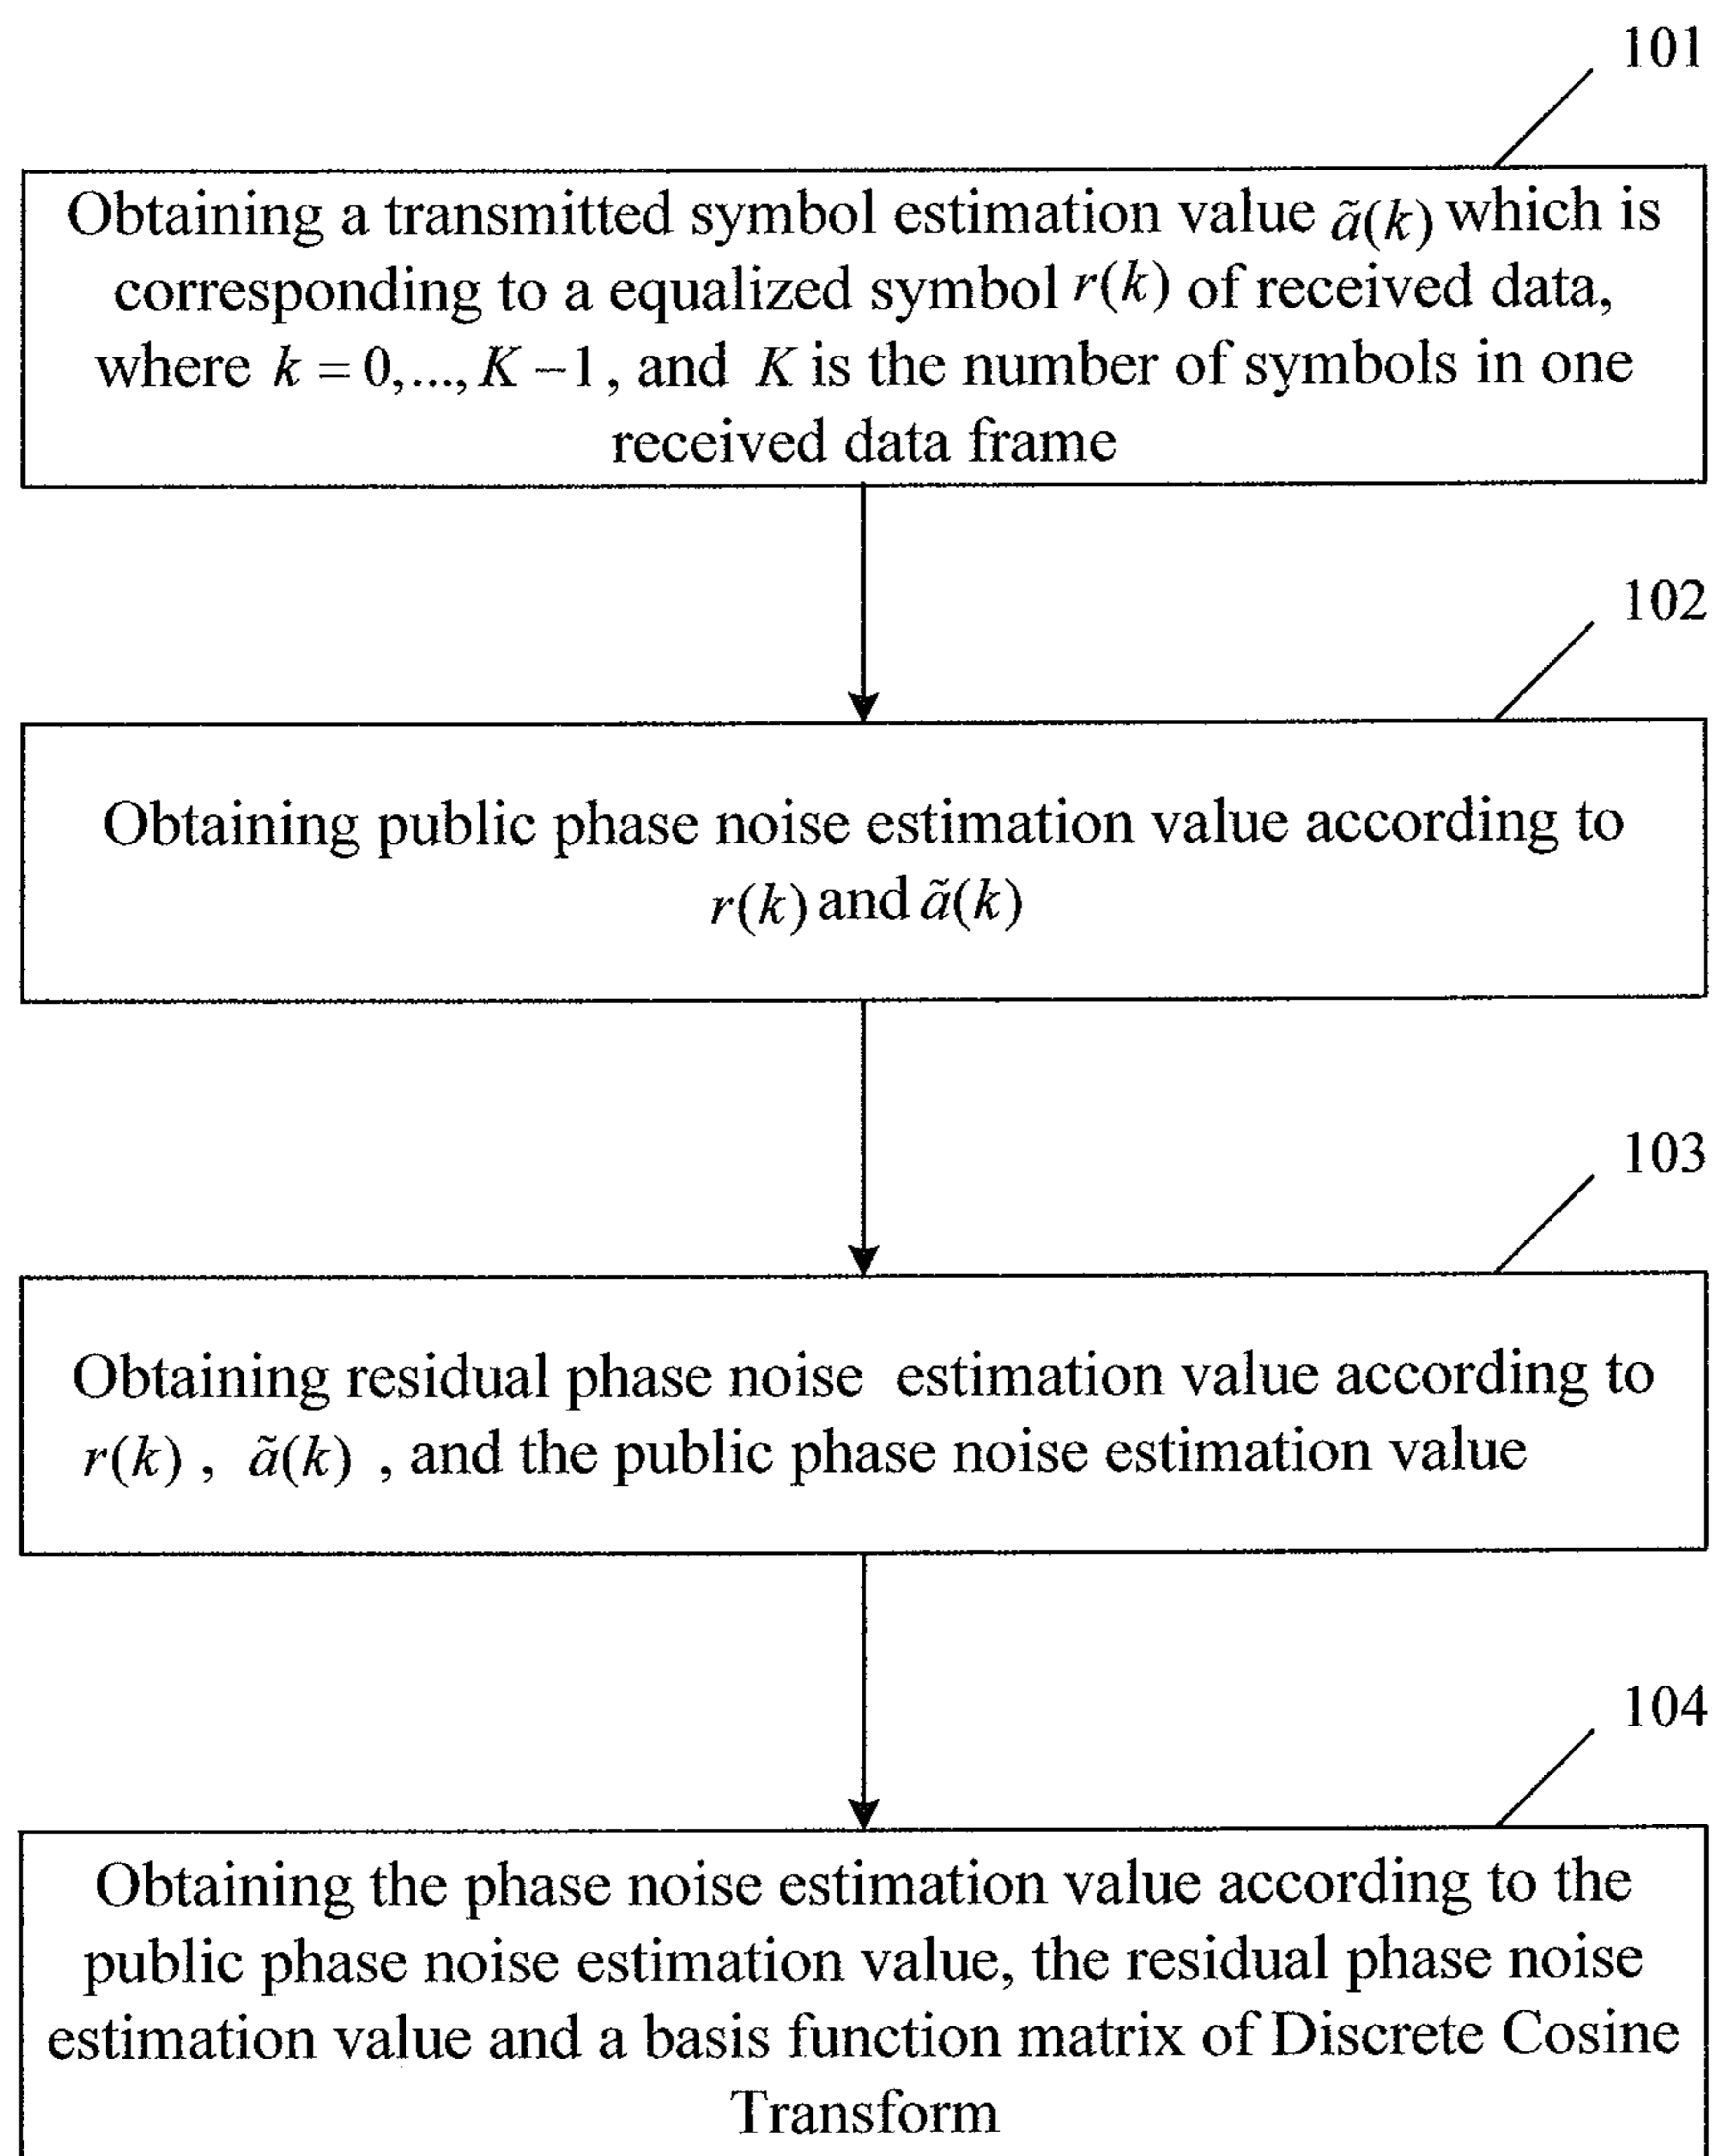 101
Obtaining a transmitted symbol estimation value ã(k) which is
corresponding to a equalized symbol r(k) of received data,
where k = 0,..., K −1, and K is the number of symbols in one
received data frame
102
Obtaining public phase noise estimation value according to
r(k) and ã(k)
103
Obtaining residual phase noise estimation value according to
r(k) , ã(k) , and the public phase noise estimation value
104
Obtaining the phase noise estimation value according to the
public phase noise estimation value, the residual phase noise
estimation value and a basis function matrix of Discrete Cosine
Transform